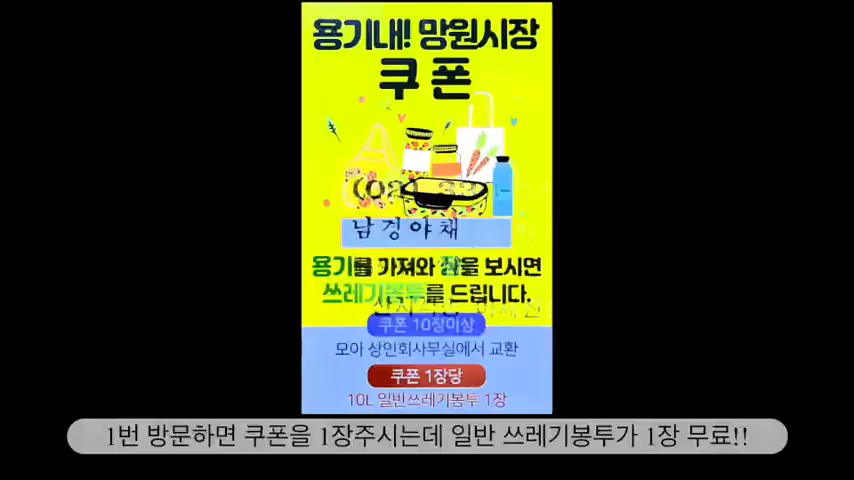 용기내! 망원시장
쿠폰
남경야채
용기를 가져와 장을 보시면
쓰레기봉투를 드립니다.
쿠폰 10장이상
모아 상인회사무실에서 교환
쿠폰 1장당
10L 일반쓰레기봉투 1장
1번 방문하면 쿠폰을 1장주시는데 일반 쓰레기봉투가 1장 무료!!